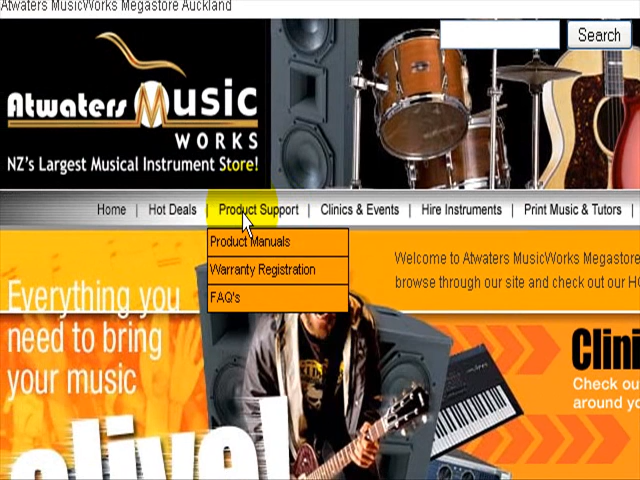 Atwaters MusicWorks Megastore Auckland
Search
Atwaters Music
WORKS
NZ's Largest Musical Instrument Store!
Home | Hot Deals | Product Support | Clinics & Events | Hire Instruments | Print Music & Tutors |
Product Manuals
Warranty Registration
FAQ's
Welcome to Atwaters MusicWorks Megastore
browse through our site and check out our HO
Everything you
need to bring
your music
alive!
Clini
Check ou
around yo